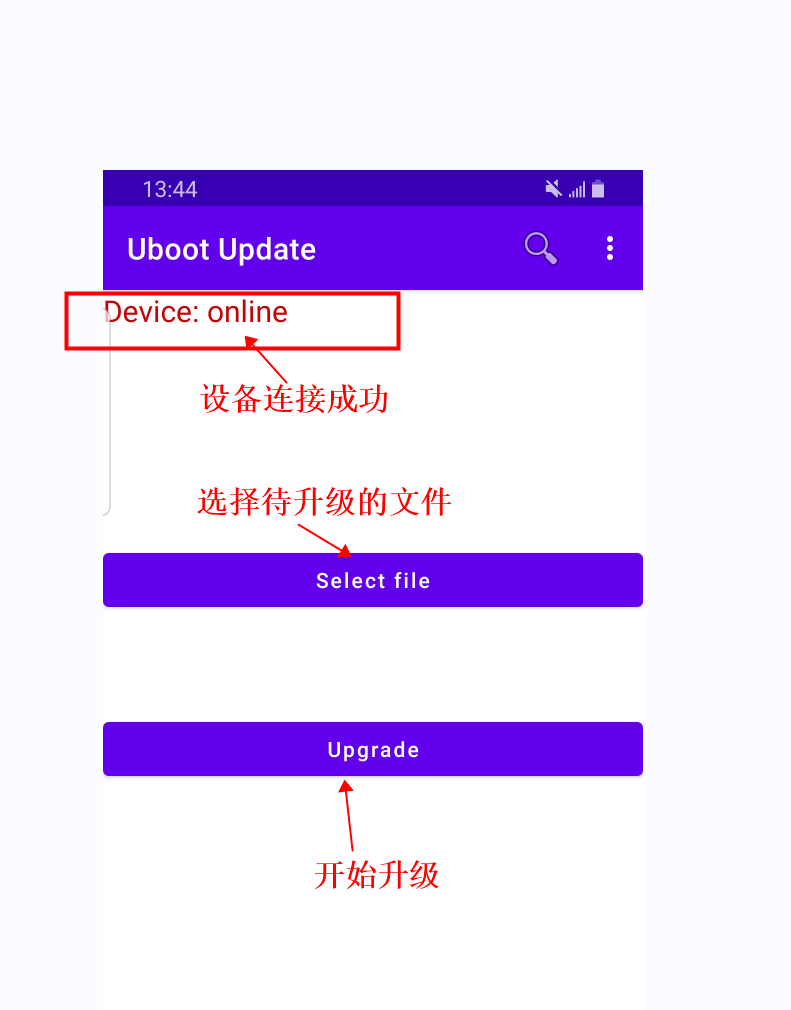 13:44
Uboot Update
Device: online
设备连接成功
选择待升级的文件
Select file
Upgrade
开始升级